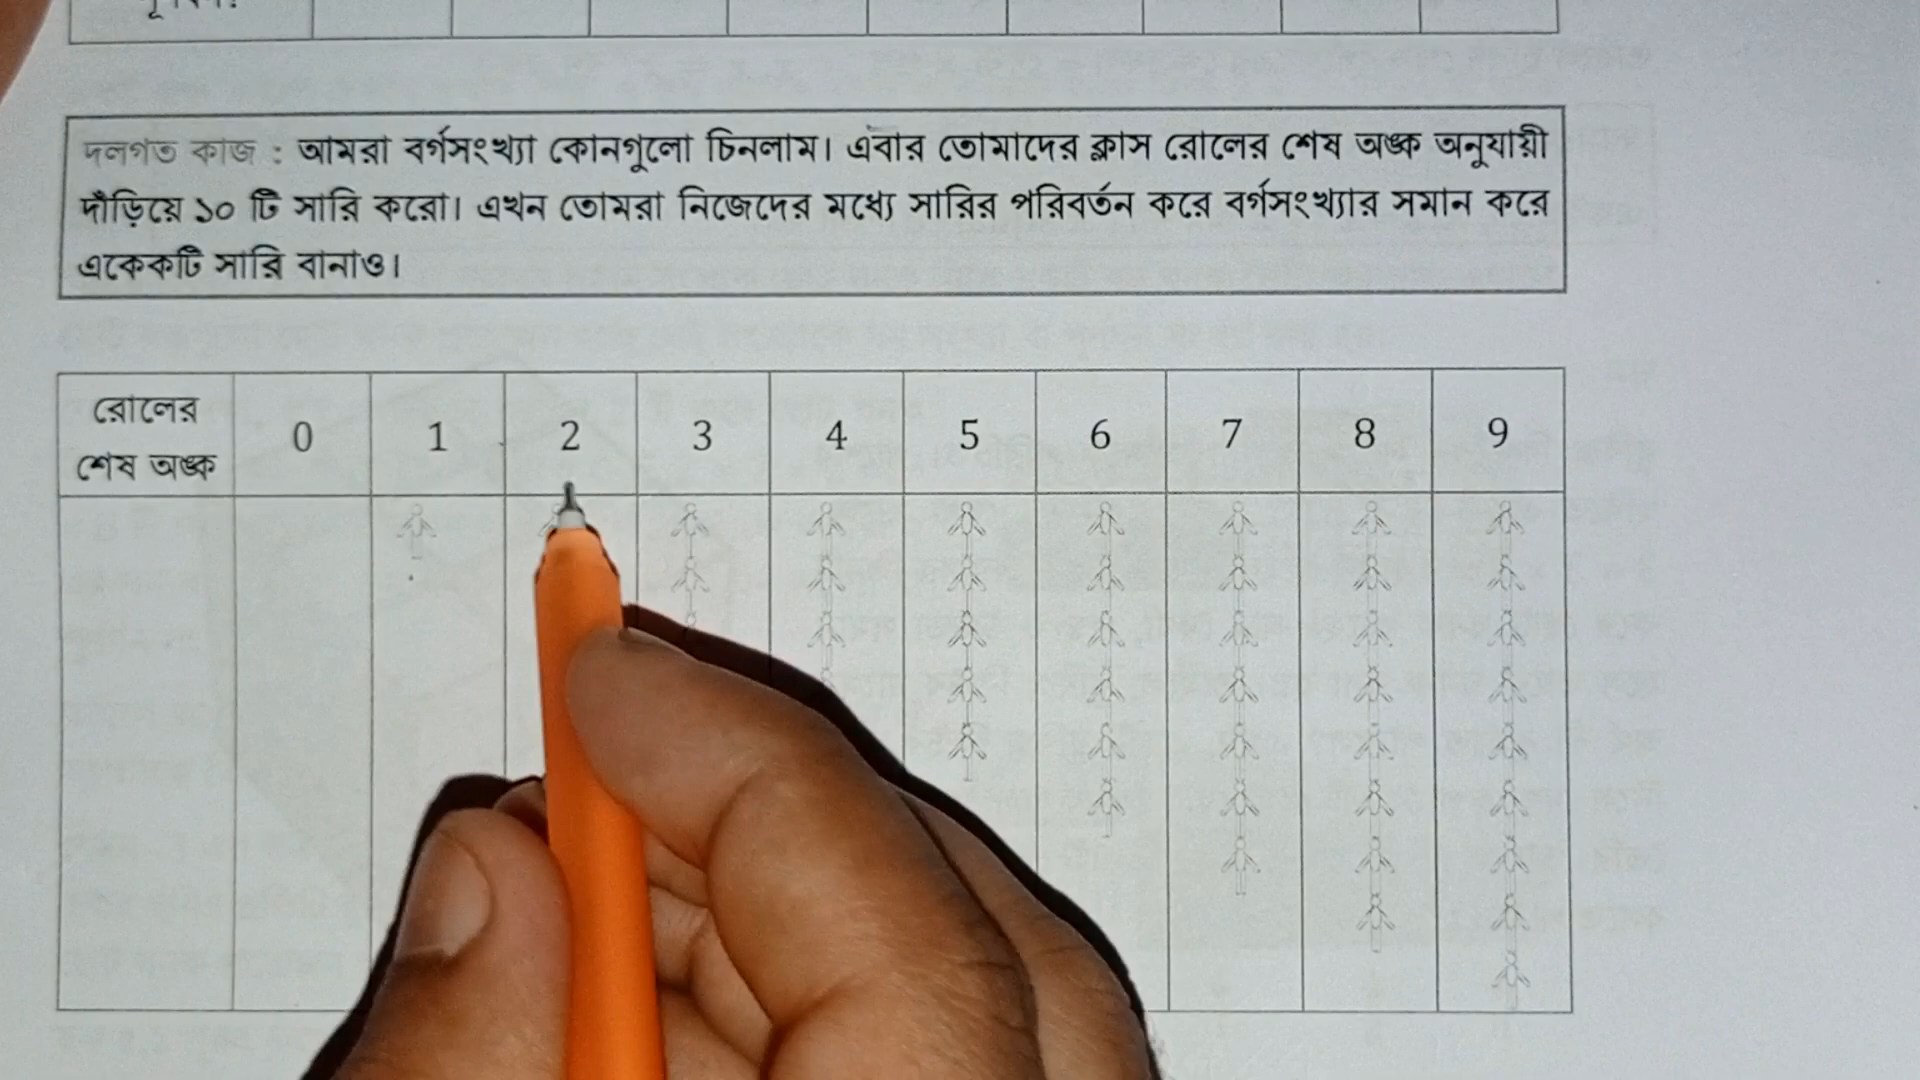 দলগত কাজ : আমরা বর্গসংখ্যা কোনগুলো চিনলাম। এবার তোমাদের ক্লাস রোলের শেষ অঙ্ক অনুযায়ী
দাঁড়িয়ে ১০ টি সারি করো। এখন তোমরা নিজেদের মধ্যে সারির পরিবর্তন করে বর্গসংখ্যার সমান করে
একেকটি সারি বানাও।
রোলের
শেষ অঙ্ক 0 1 2 3 4 5 6 7 8 9